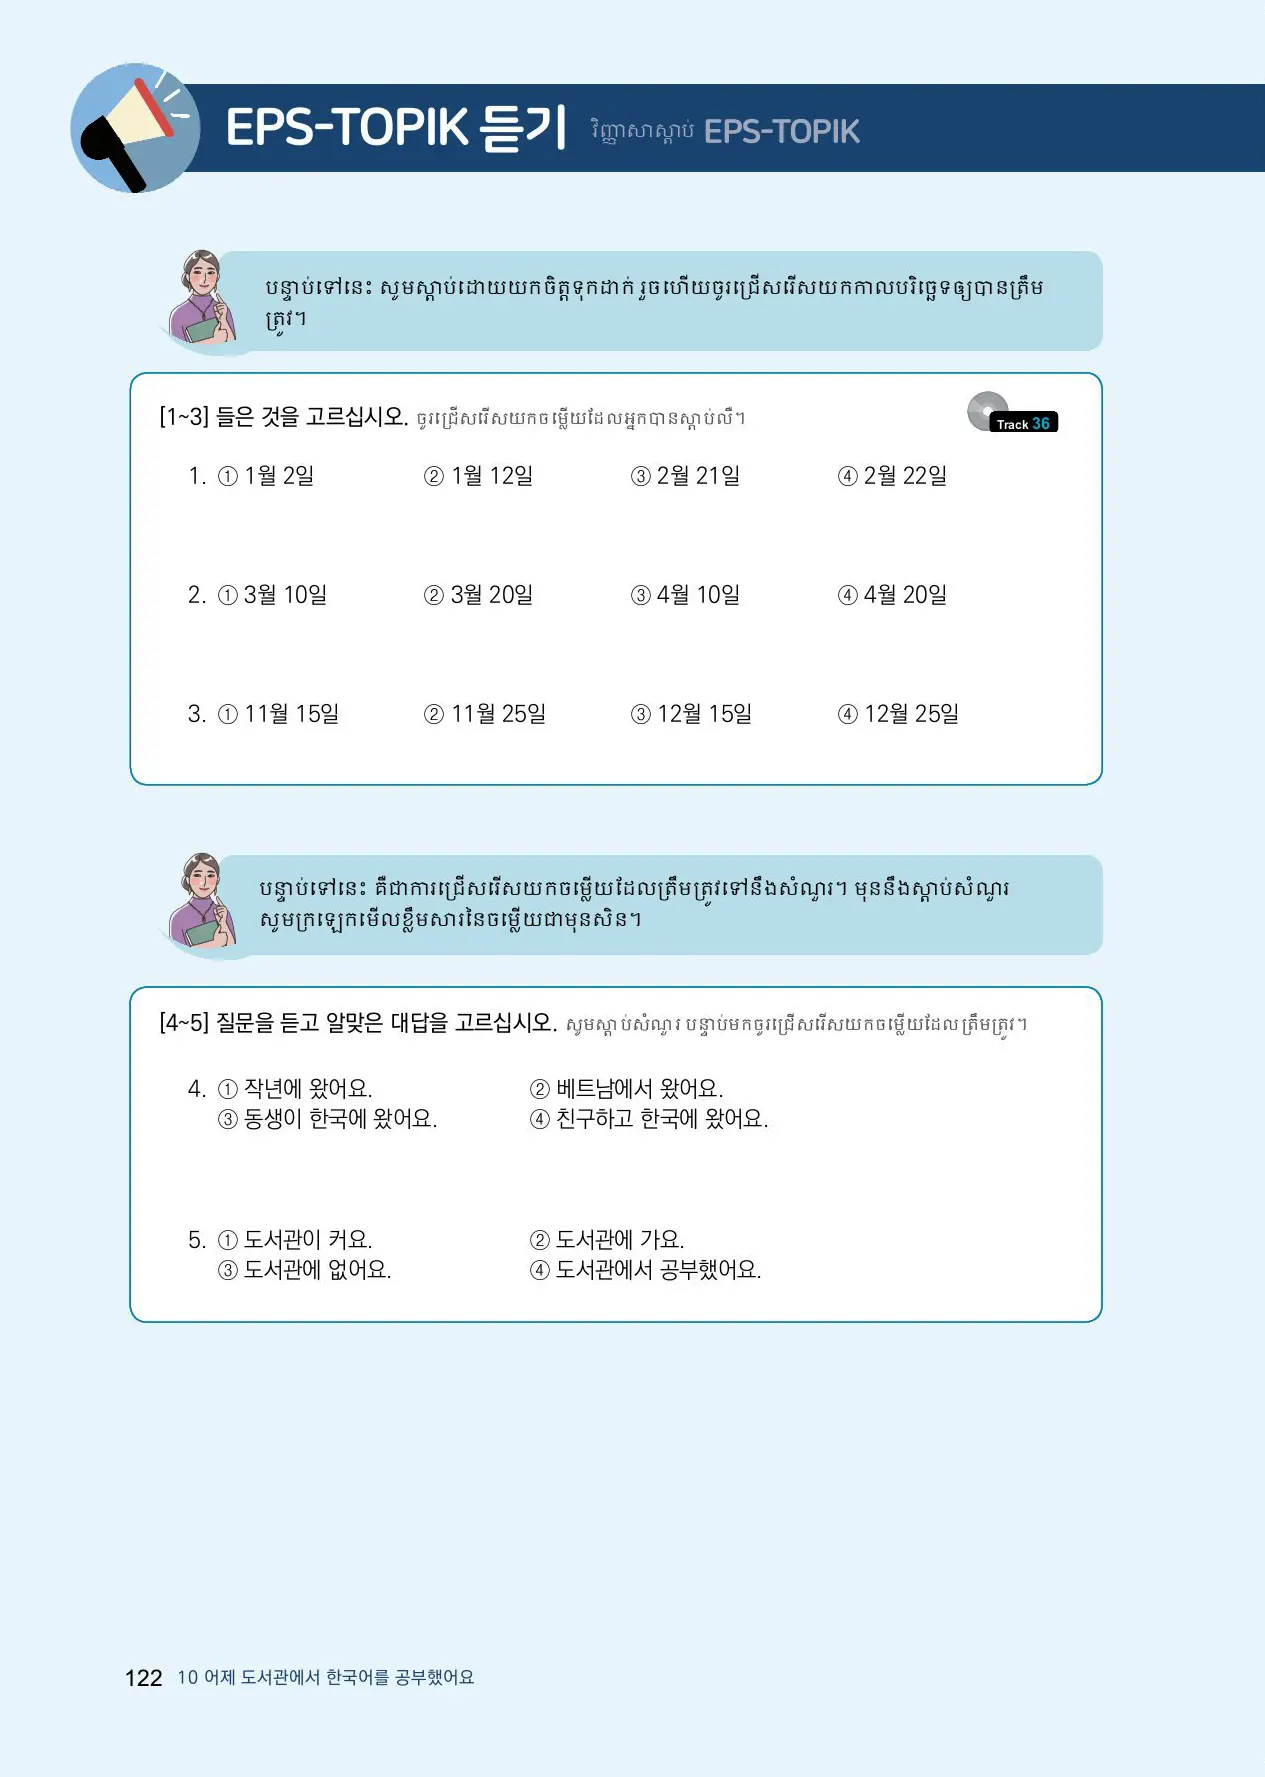 EPS-TOPIK 듣기 វិញ្ញាសាស្តាប់ EPS-TOPIK
បន្ទាប់ទៅនេះ សូមស្តាប់ដោយយកចិត្តទុកដាក់ រួចហើយចូរជ្រើសរើសយកកាលបរិច្ឆេទឲ្យបានត្រឹម
ត្រូវ។
[1~3] 들은 것을 고르십시오. ចូរជ្រើសរើសយកចម្លើយដែលអ្នកបានស្តាប់លឺ។
Track 36
1. ① 1월 2일 ② 1월 12일 ③ 2월 21일 ④ 2월 22일
2. ① 3월 10일 ② 3월 20일 ③ 4월 10일 ④ 4월 20일
3. ① 11월 15일 ② 11월 25일 ③ 12월 15일 ④ 12월 25일
បន្ទាប់ទៅនេះ គឺជាការជ្រើសរើសយកចម្លើយដែលត្រឹមត្រូវទៅនឹងសំណួរ។ មុននឹងស្តាប់សំណួរ
សូមក្រឡេកមើលខ្លឹមសារនៃចម្លើយជាមុនសិន។
[4~5] 질문을 듣고 알맞은 대답을 고르십시오. សូមស្តាប់សំណួរ បន្ទាប់មកចូរជ្រើសរើសយកចម្លើយដែលត្រឹមត្រូវ។
4. ① 작년에 왔어요. ② 베트남에서 왔어요.
③ 동생이 한국에 왔어요. ④ 친구하고 한국에 왔어요.
5. ① 도서관이 커요. ② 도서관에 가요.
③ 도서관에 없어요. ④ 도서관에서 공부했어요.
122 10 어제 도서관에서 한국어를 공부했어요